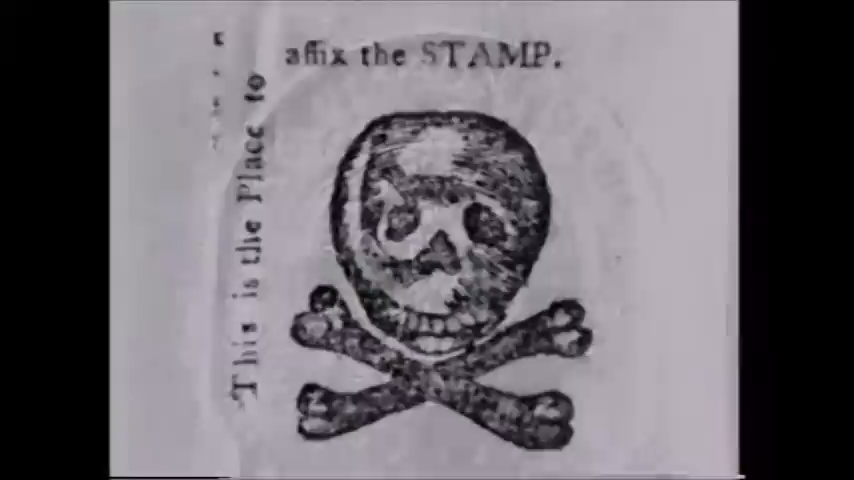 This is the Place to
affix the STAMP.